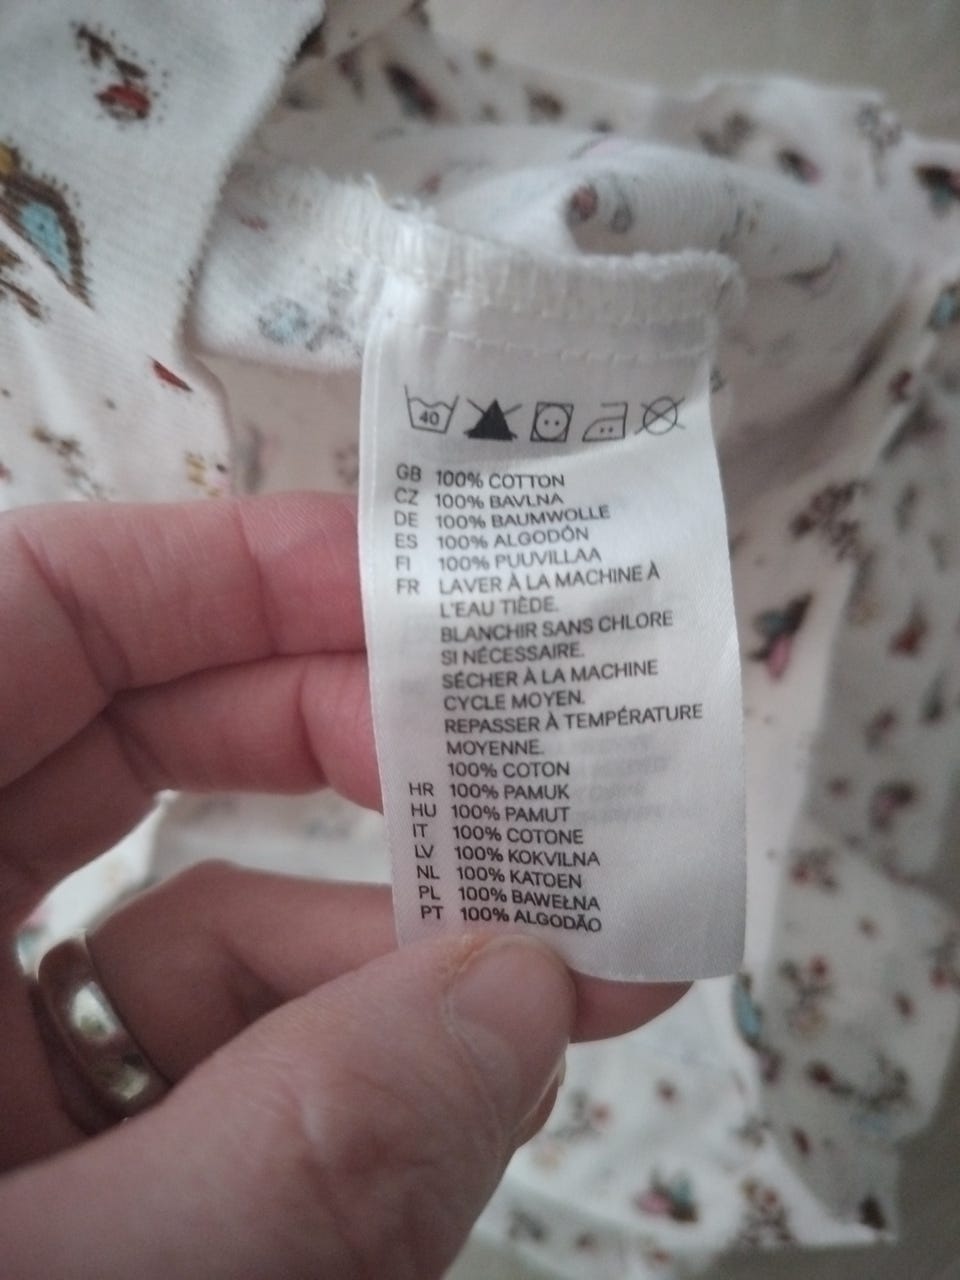 40
GB 100% COTTON
CZ 100% BAVLNA
DE 100% BAUMWOLLE
ES 100% ALGODÓN
FI 100% PUUVILLAA
FR LAVER À LA MACHINE À
L'EAU TIÈDE.
BLANCHIR SANS CHLORE
SI NÉCESSAIRE.
SÉCHER À LA MACHINE
CYCLE MOYEN.
REPASSER À TEMPÉRATURE
MOYENNE.
100% COTON
HR 100% PAMUK
HU 100% PAMUT
IT 100% COTONE
LV 100% KOKVILNA
NL 100% KATOEN
PL 100% BAWEŁNA
PT 100% ALGODÃO